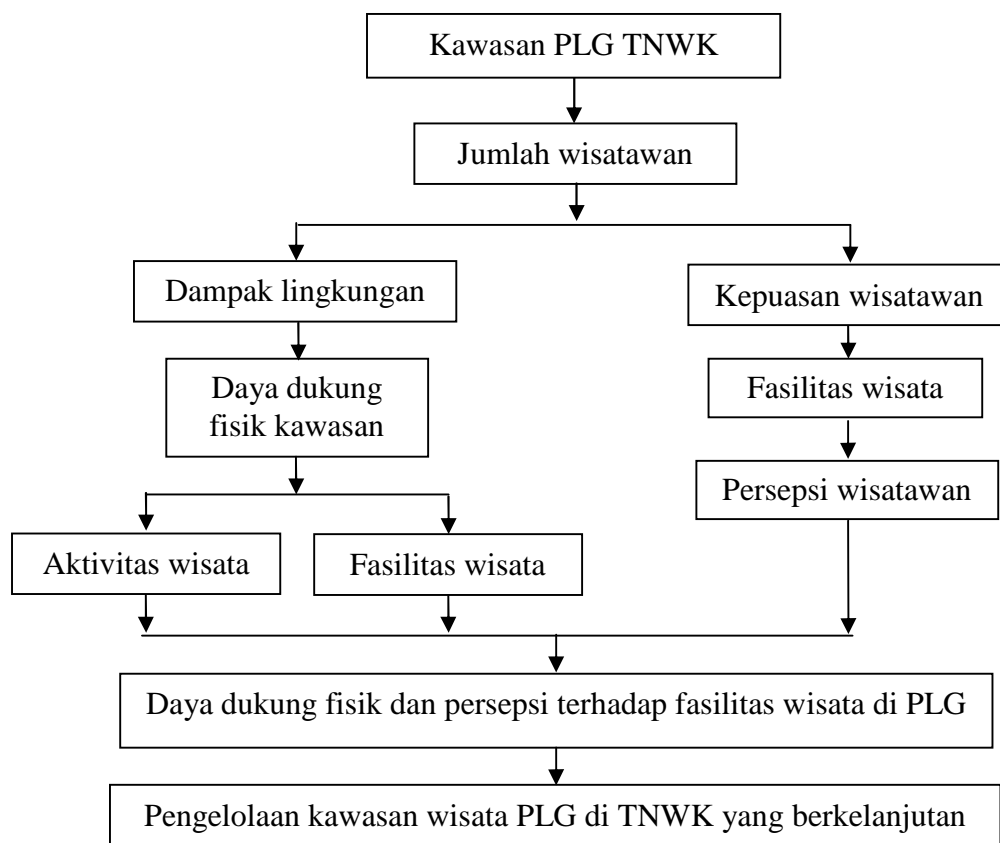 Kawasan PLG TNWK
Jumlah wisatawan
Dampak lingkungan
Kepuasan wisatawan
Daya dukung
fisik kawasan
Fasilitas wisata
Persepsi wisatawan
Aktivitas wisata
Fasilitas wisata
Daya dukung fisik dan persepsi terhadap fasilitas wisata di PLG
Pengelolaan kawasan wisata PLG di TNWK yang berkelanjutan